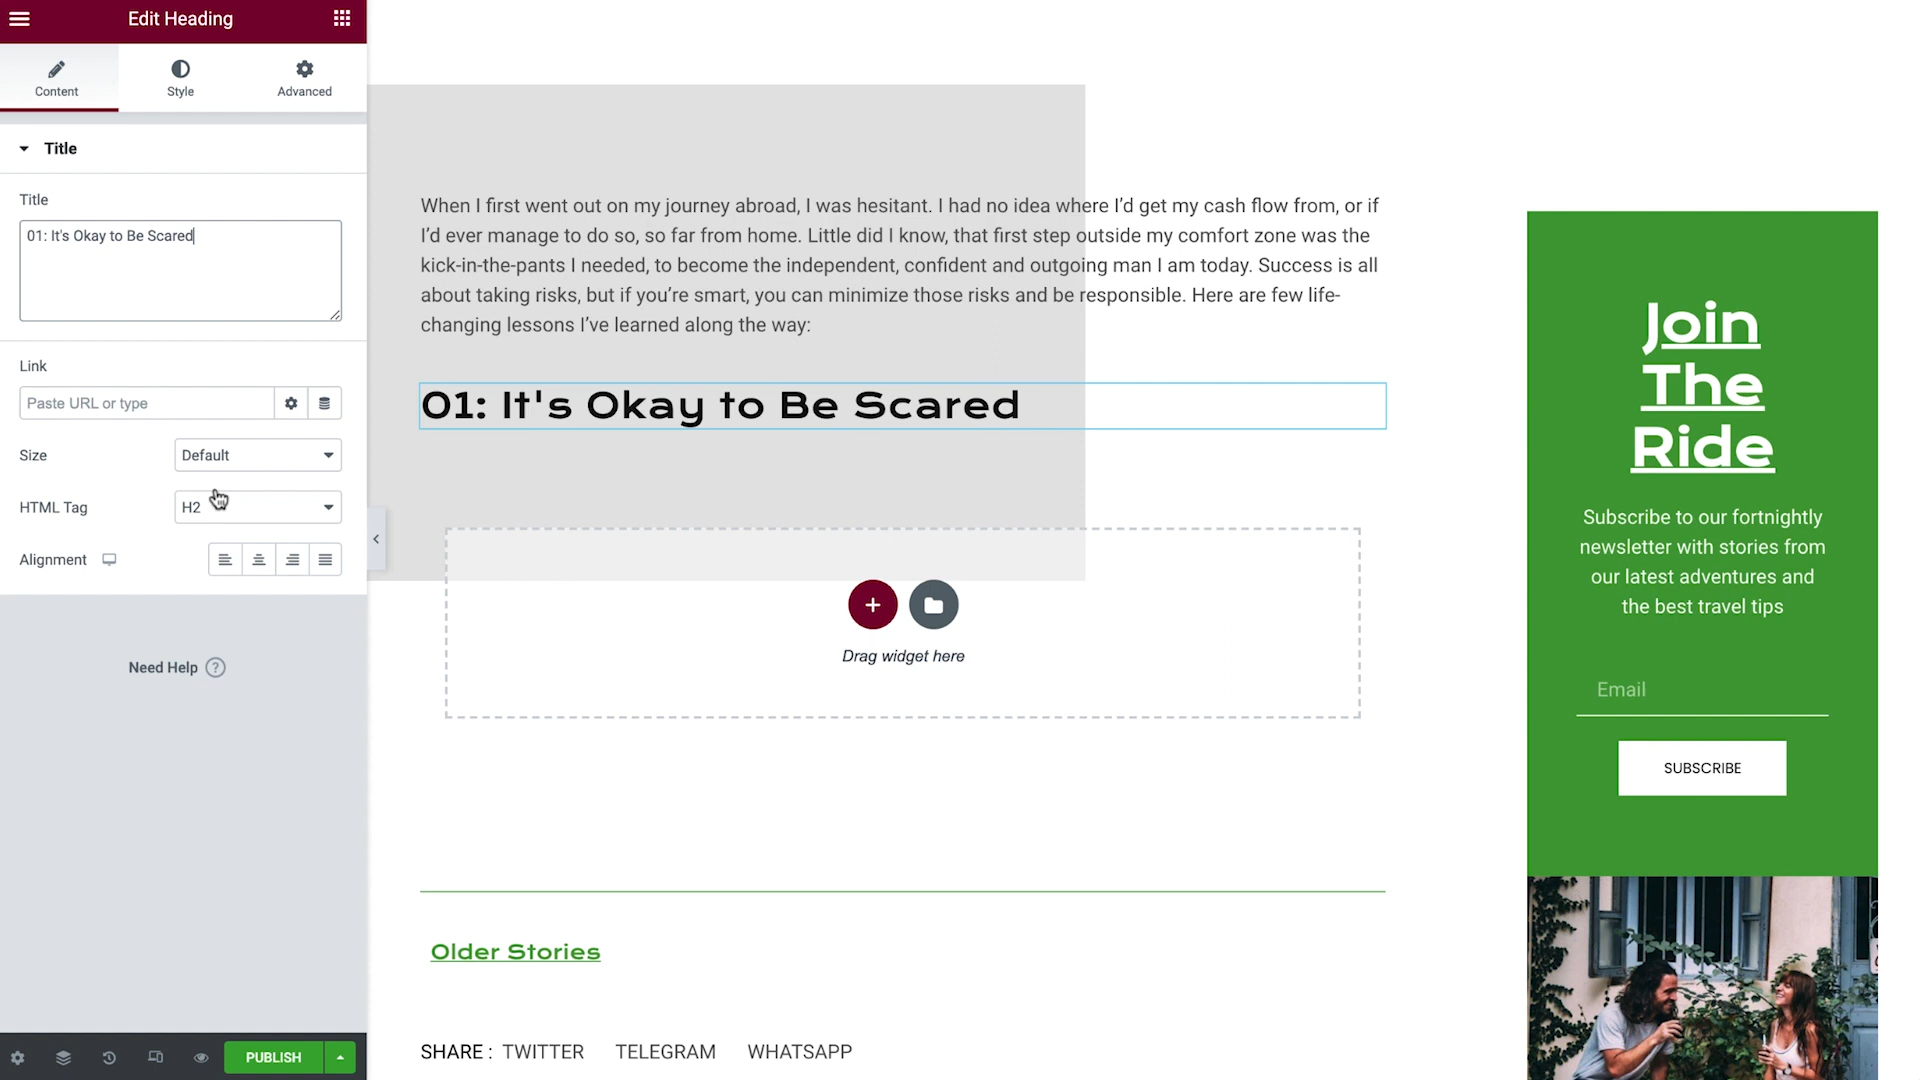 Edit Heading
Content
Style
Advanced
Title
Title
01: It's Okay to Be Scared
Link
Paste URL or type
Size
Default
HTML Tag
H2
Alignment
Need Help ?
PUBLISH
When I first went out on my journey abroad, I was hesitant. I had no idea where I’d get my cash flow from, or if
I’d ever manage to do so, so far from home. Little did I know, that first step outside my comfort zone was the
kick-in-the-pants I needed, to become the independent, confident and outgoing man I am today. Success is all
about taking risks, but if you’re smart, you can minimize those risks and be responsible. Here are few life-
changing lessons I’ve learned along the way:
01: It's Okay to Be Scared
Drag widget here
Older Stories
SHARE : TWITTER TELEGRAM WHATSAPP
Join
The
Ride
Subscribe to our fortnightly
newsletter with stories from
our latest adventures and
the best travel tips
Email
SUBSCRIBE